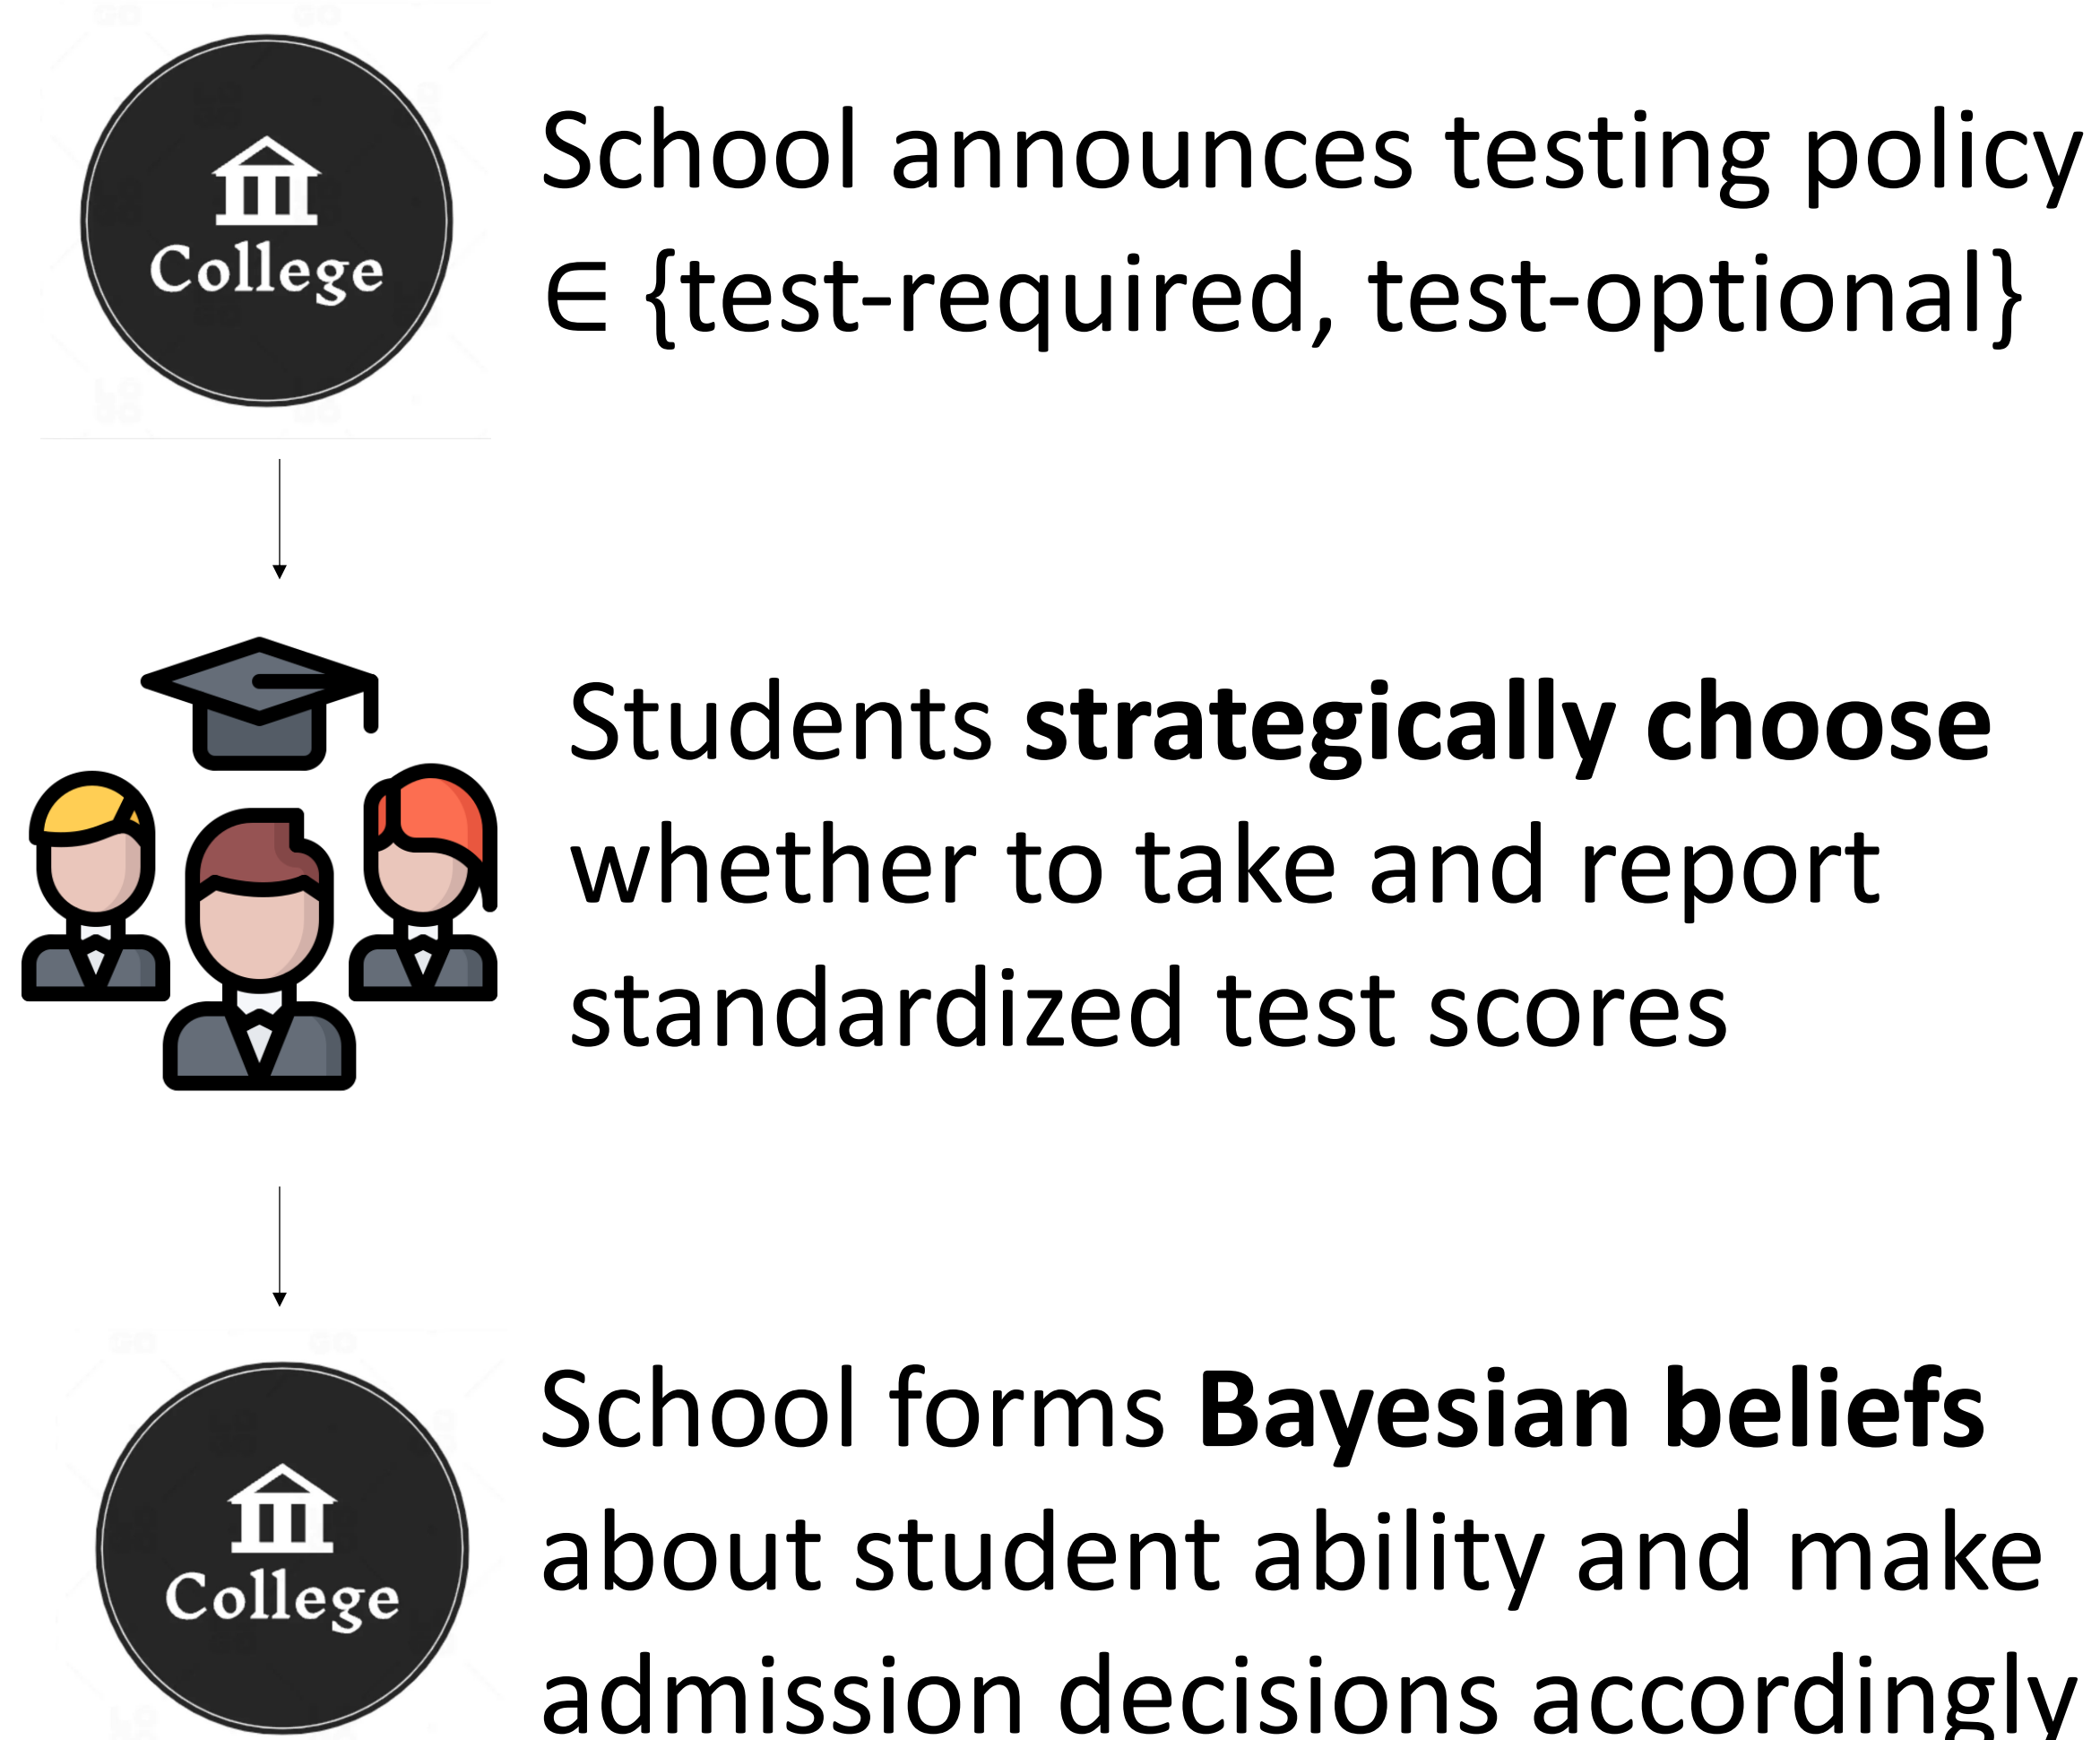 College
School announces testing policy
∈ {test-required, test-optional}
Students strategically choose
whether to take and report
standardized test scores
College
School forms Bayesian beliefs
about student ability and make
admission decisions accordingly